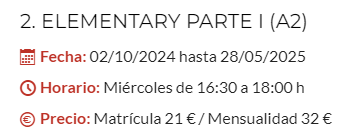 2. ELEMENTARY PARTE I (A2)
Fecha: 02/10/2024 hasta 28/05/2025
Horario: Miércoles de 16:30 a 18:00 h
Precio: Matrícula 21 € / Mensualidad 32 €